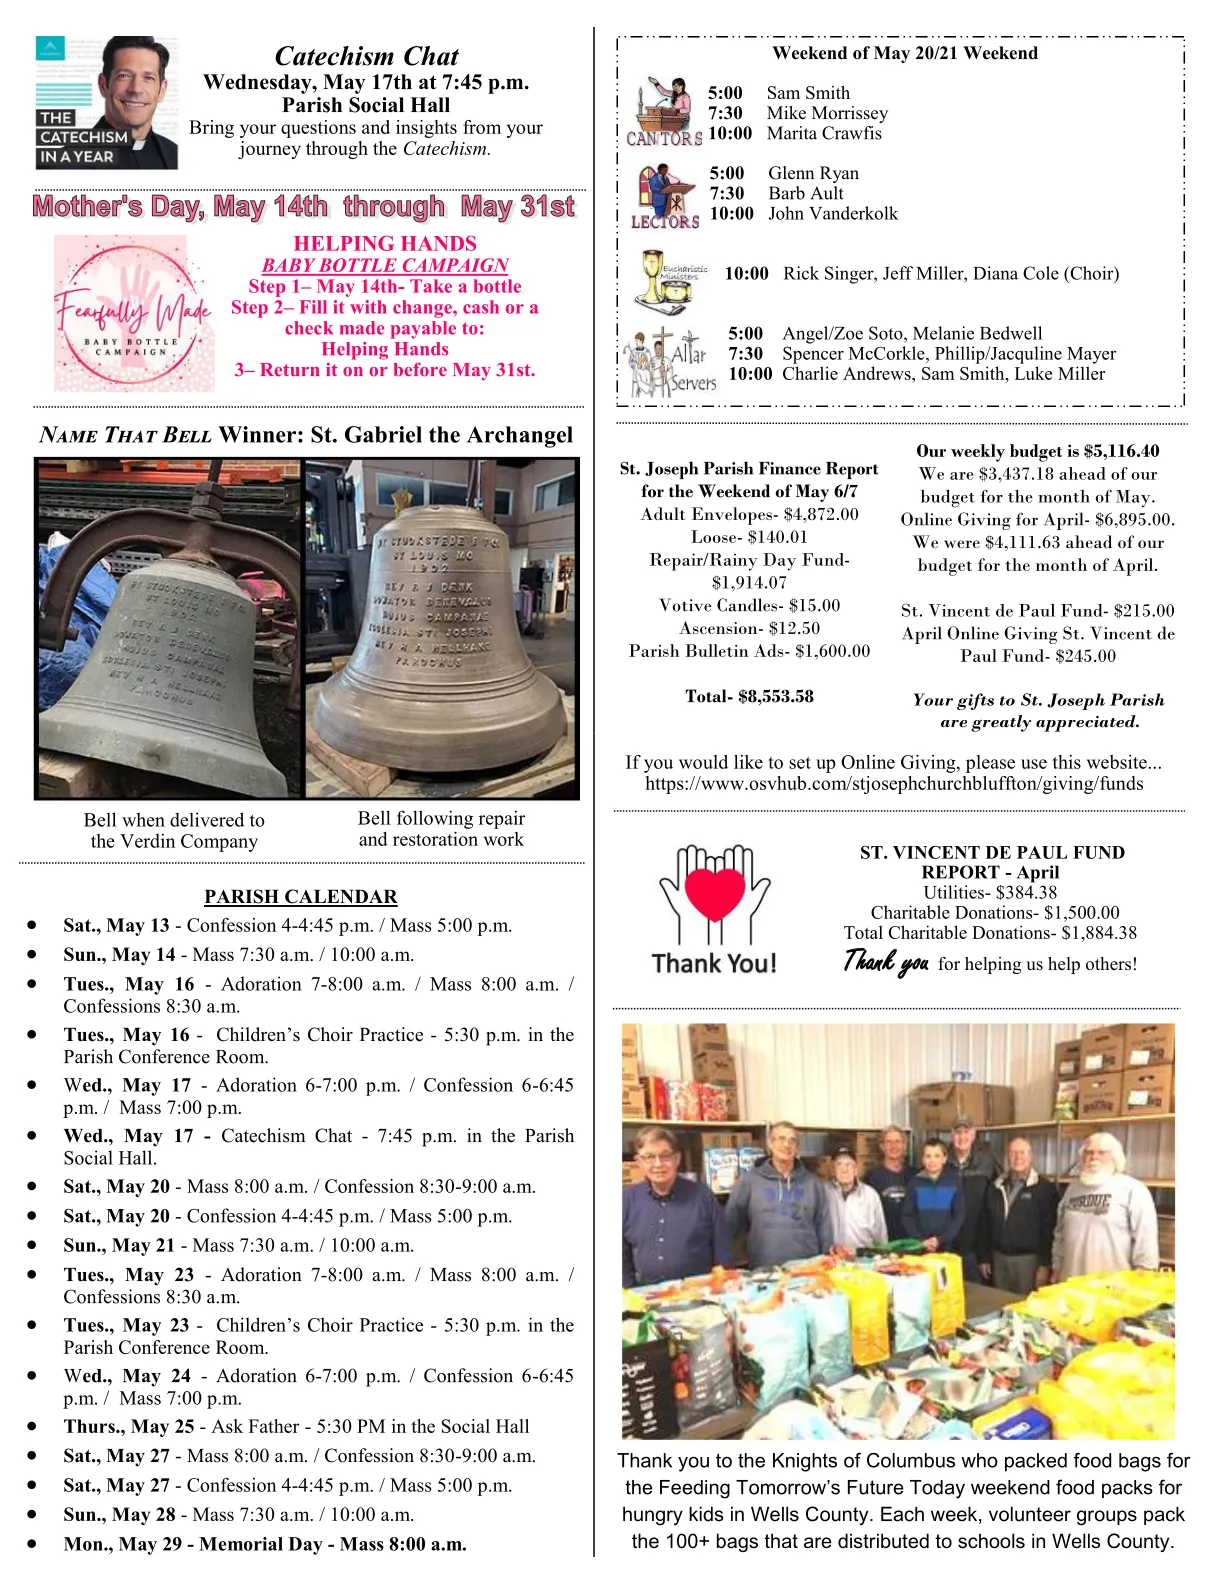 THE
CATECHISM
IN A YEAR
Catechism Chat
Wednesday, May 17th at 7:45 p.m.
Parish Social Hall
Bring your questions and insights from your
journey through the Catechism.
Mother's Day, May 14th through May 31st
Fearfully Made
BABY BOTTLE
CAMPAIGN
HELPING HANDS
BABY BOTTLE CAMPAIGN
Step 1– May 14th- Take a bottle
Step 2– Fill it with change, cash or a
check made payable to:
Helping Hands
3– Return it on or before May 31st.
NAME THAT BELL Winner: St. Gabriel the Archangel
ST LOUIS MO
REV H A HELLHAKE
PAROCHUS
ST LOUIS MO
1902
REV F J DENK
HUJUS CAMPANAE
ECCLESIA STI JOSEPHI
REV H A HELLHAKE
PAROCHUS
Bell when delivered to
the Verdin Company
Bell following repair
and restoration work
PARISH CALENDAR
• Sat., May 13 - Confession 4-4:45 p.m. / Mass 5:00 p.m.
• Sun., May 14 - Mass 7:30 a.m. / 10:00 a.m.
• Tues., May 16 - Adoration 7-8:00 a.m. / Mass 8:00 a.m. /
Confessions 8:30 a.m.
• Tues., May 16 - Children’s Choir Practice - 5:30 p.m. in the
Parish Conference Room.
• Wed., May 17 - Adoration 6-7:00 p.m. / Confession 6-6:45
p.m. / Mass 7:00 p.m.
• Wed., May 17 - Catechism Chat - 7:45 p.m. in the Parish
Social Hall.
• Sat., May 20 - Mass 8:00 a.m. / Confession 8:30-9:00 a.m.
• Sat., May 20 - Confession 4-4:45 p.m. / Mass 5:00 p.m.
• Sun., May 21 - Mass 7:30 a.m. / 10:00 a.m.
• Tues., May 23 - Adoration 7-8:00 a.m. / Mass 8:00 a.m. /
Confessions 8:30 a.m.
• Tues., May 23 - Children’s Choir Practice - 5:30 p.m. in the
Parish Conference Room.
• Wed., May 24 - Adoration 6-7:00 p.m. / Confession 6-6:45
p.m. / Mass 7:00 p.m.
• Thurs., May 25 - Ask Father - 5:30 PM in the Social Hall
• Sat., May 27 - Mass 8:00 a.m. / Confession 8:30-9:00 a.m.
• Sat., May 27 - Confession 4-4:45 p.m. / Mass 5:00 p.m.
• Sun., May 28 - Mass 7:30 a.m. / 10:00 a.m.
• Mon., May 29 - Memorial Day - Mass 8:00 a.m.
Weekend of May 20/21 Weekend
CANTORS
5:00 Sam Smith
7:30 Mike Morrissey
10:00 Marita Crawfis
LECTORS
5:00 Glenn Ryan
7:30 Barb Ault
10:00 John Vanderkolk
Eucharistic
Ministers
10:00 Rick Singer, Jeff Miller, Diana Cole (Choir)
Altar
Servers
5:00 Angel/Zoe Soto, Melanie Bedwell
7:30 Spencer McCorkle, Phillip/Jacquline Mayer
10:00 Charlie Andrews, Sam Smith, Luke Miller
St. Joseph Parish Finance Report
for the Weekend of May 6/7
Adult Envelopes- $4,872.00
Loose- $140.01
Repair/Rainy Day Fund-
$1,914.07
Votive Candles- $15.00
Ascension- $12.50
Parish Bulletin Ads- $1,600.00
Total- $8,553.58
Our weekly budget is $5,116.40
We are $3,437.18 ahead of our
budget for the month of May.
Online Giving for April- $6,895.00.
We were $4,111.63 ahead of our
budget for the month of April.
St. Vincent de Paul Fund- $215.00
April Online Giving St. Vincent de
Paul Fund- $245.00
Your gifts to St. Joseph Parish
are greatly appreciated.
If you would like to set up Online Giving, please use this website...
https://www.osvhub.com/stjosephchurchbluffton/giving/funds
Thank You!
ST. VINCENT DE PAUL FUND
REPORT - April
Utilities- $384.38
Charitable Donations- $1,500.00
Total Charitable Donations- $1,884.38
Thank you for helping us help others!
PURDUE
Thank you to the Knights of Columbus who packed food bags for
the Feeding Tomorrow’s Future Today weekend food packs for
hungry kids in Wells County. Each week, volunteer groups pack
the 100+ bags that are distributed to schools in Wells County.